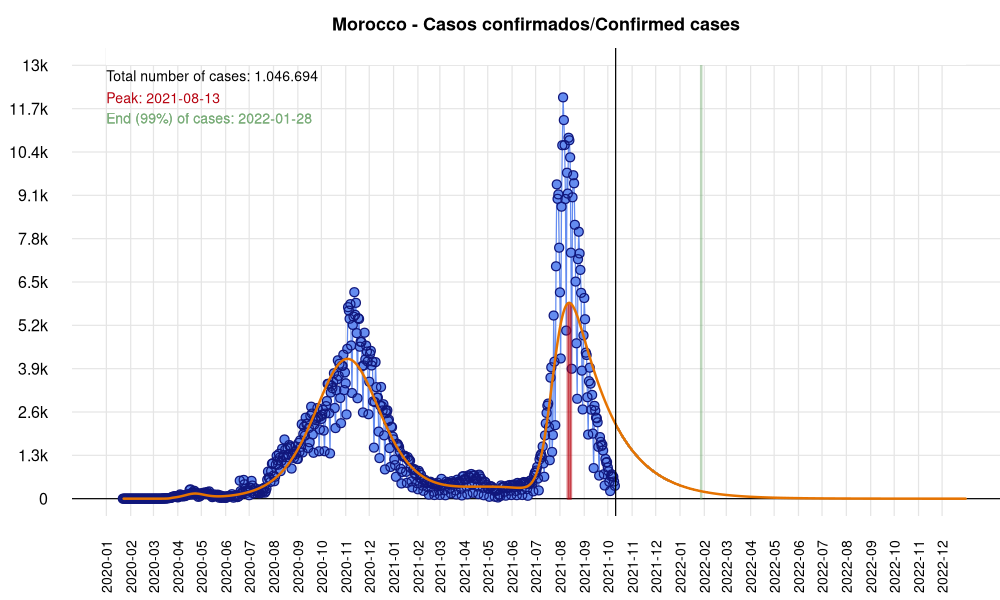 Morocco - Casos confirmados/Confirmed cases
Total number of cases: 1.046.694
Peak: 2021-08-13
End (99%) of cases: 2022-01-28
13k
11.7k
10.4k
9.1k
7.8k
6.5k
5.2k
3.9k
2.6k
1.3k
0
2020-01
2020-02
2020-03
2020-04
2020-05
2020-06
2020-07
2020-08
2020-09
2020-10
2020-11
2020-12
2021-01
2021-02
2021-03
2021-04
2021-05
2021-06
2021-07
2021-08
2021-09
2021-10
2021-11
2021-12
2022-01
2022-02
2022-03
2022-04
2022-05
2022-06
2022-07
2022-08
2022-09
2022-10
2022-11
2022-12